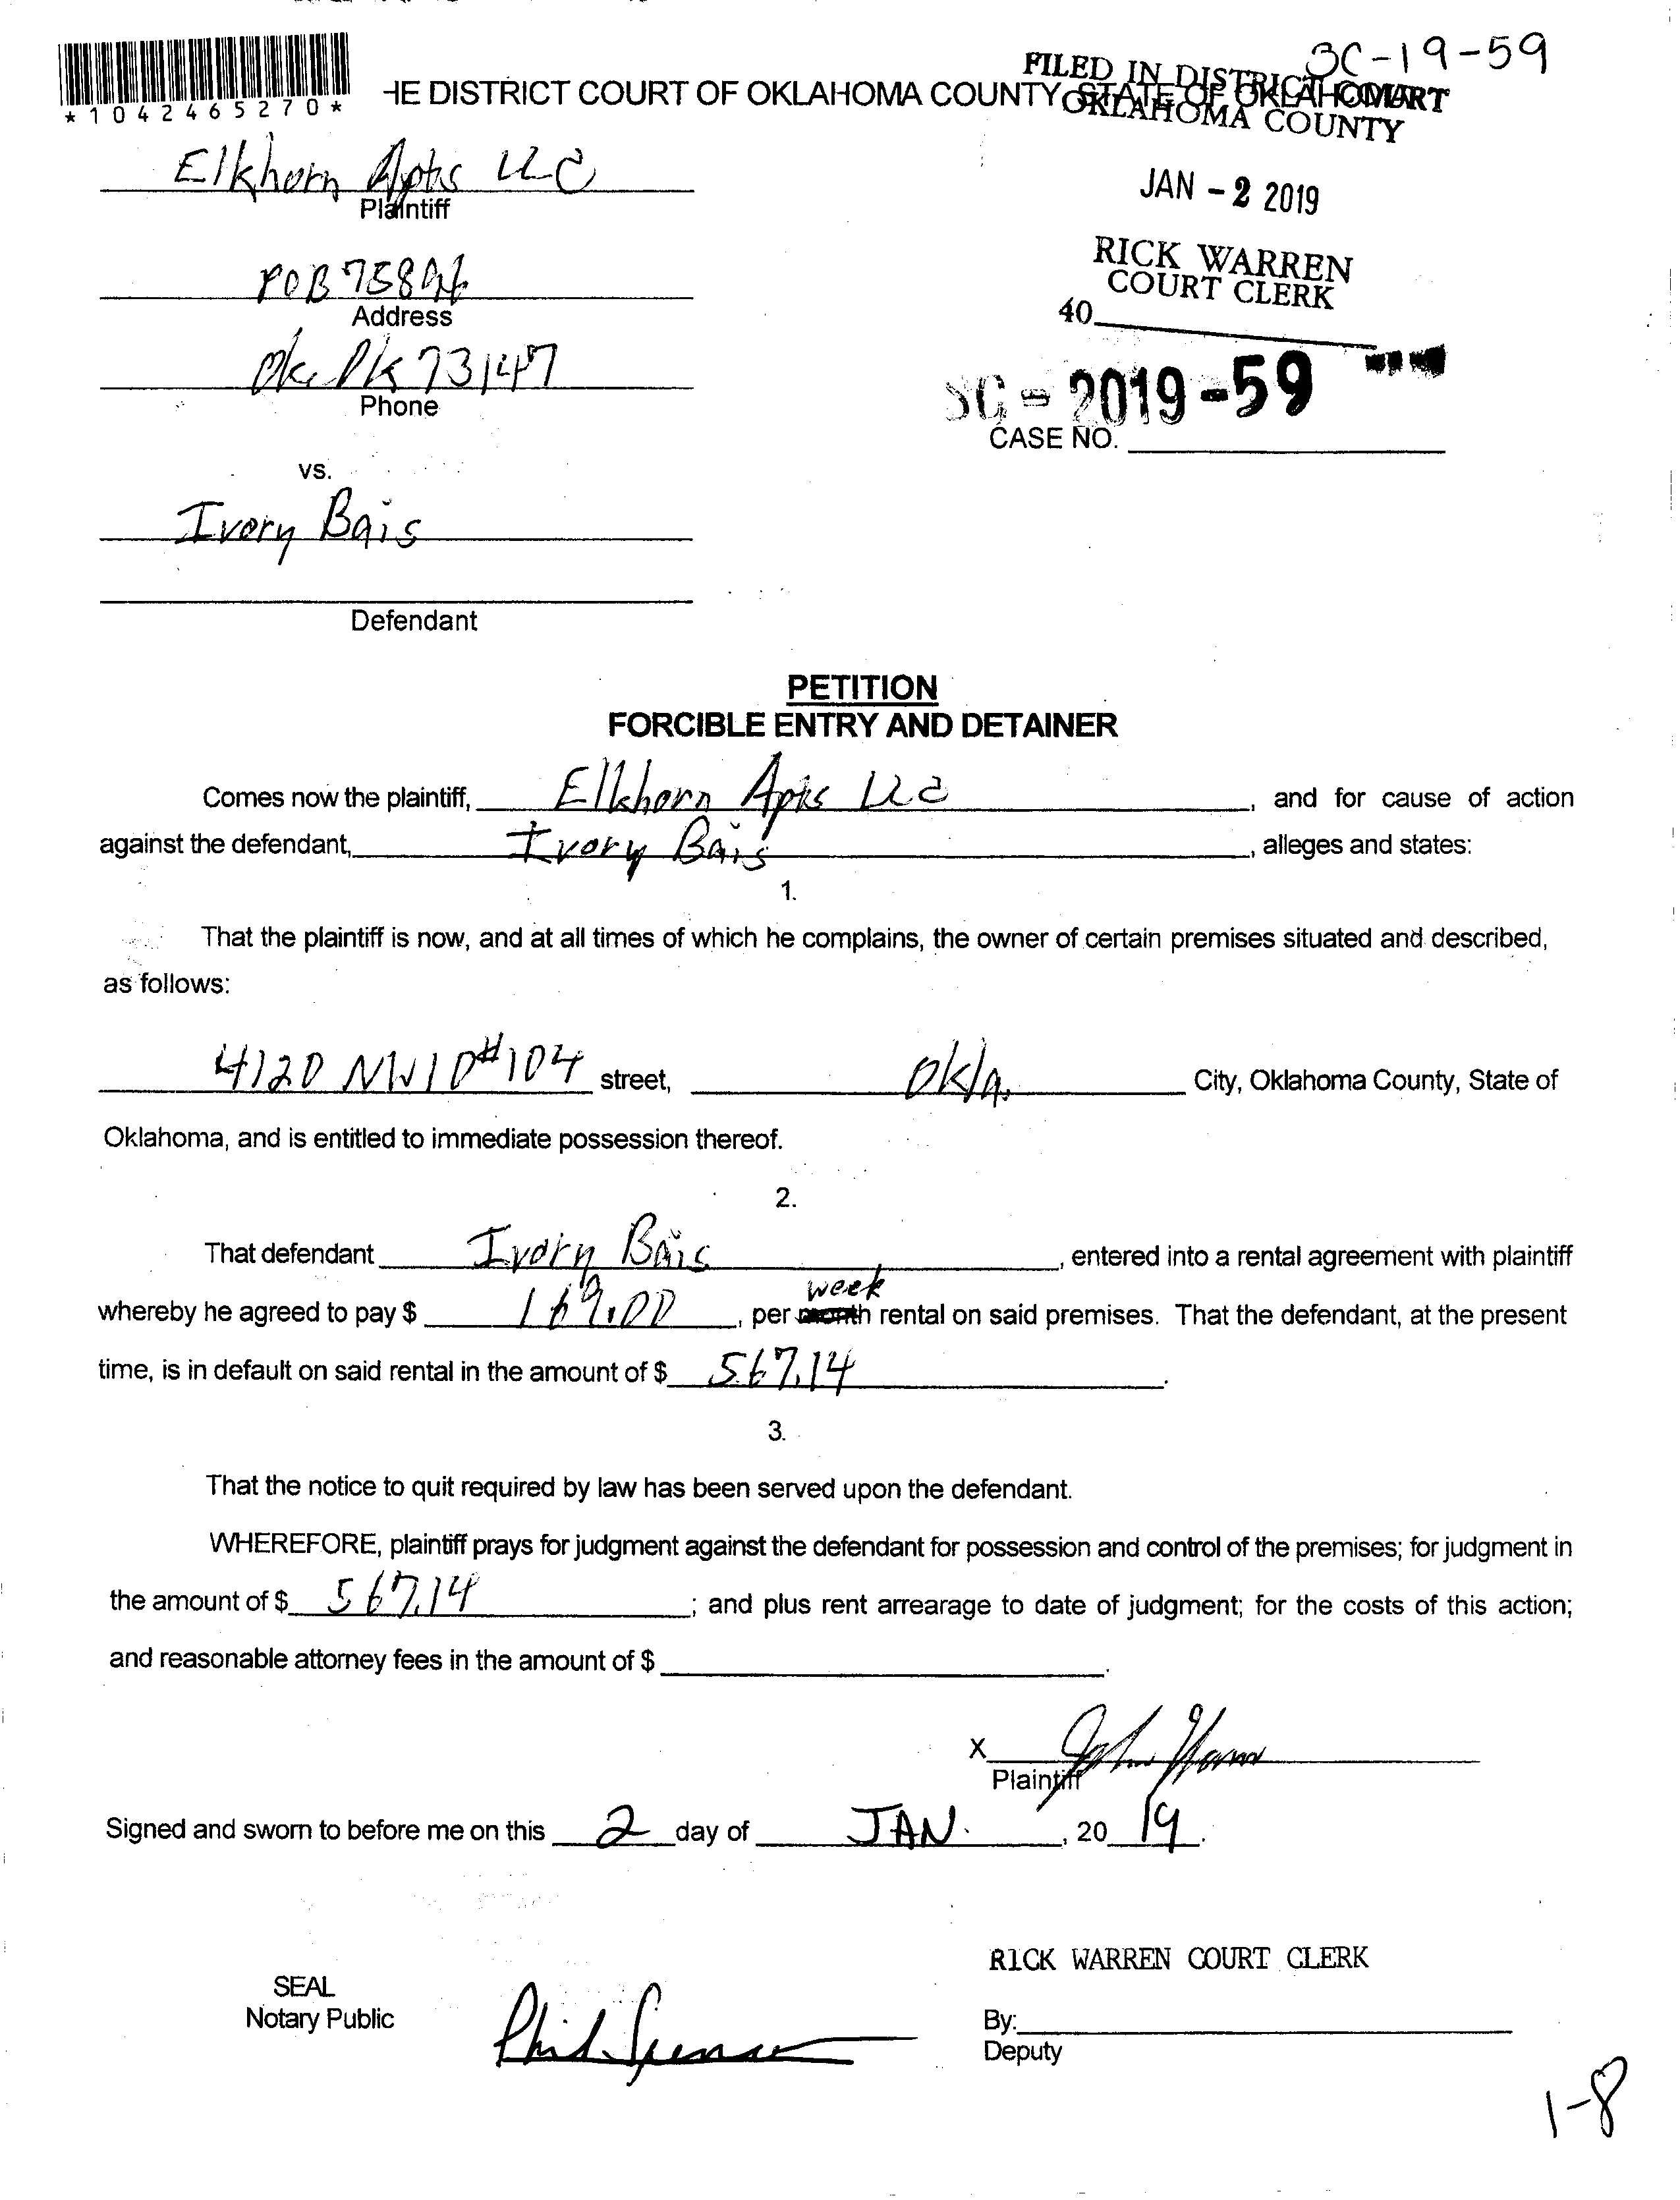 SC-19-59
*1042465270*
HE DISTRICT COURT OF OKLAHOMA COUNTY STATE OF OKLAHOMA
FILED IN DISTRICT COURT
OKLAHOMA COUNTY
Elkhorn Apts LLC
Plaintiff
JAN - 2 2019
RICK WARREN
COURT CLERK
40
POB 75896
Address
Ok. Ok 73147
Phone
SC - 2019 - 59
CASE NO.
vs.
Ivory Bais
Defendant
PETITION
FORCIBLE ENTRY AND DETAINER
Comes now the plaintiff, Elkhorn Apts LLC, and for cause of action
against the defendant, Ivory Bais, alleges and states:
1.
That the plaintiff is now, and at all times of which he complains, the owner of certain premises situated and described,
as follows:
4120 NW10 #104 street, Okla. City, Oklahoma County, State of
Oklahoma, and is entitled to immediate possession thereof.
2.
That defendant Ivory Bais, entered into a rental agreement with plaintiff
week
whereby he agreed to pay $ 169.00, per month rental on said premises. That the defendant, at the present
time, is in default on said rental in the amount of $ 567.14.
3.
That the notice to quit required by law has been served upon the defendant.
WHEREFORE, plaintiff prays for judgment against the defendant for possession and control of the premises; for judgment in
the amount of $ 567.14; and plus rent arrearage to date of judgment; for the costs of this action;
and reasonable attorney fees in the amount of $ .
X John
Plaintiff
Signed and sworn to before me on this 2 day of JAN., 20 19.
RICK WARREN COURT CLERK
SEAL
Notary Public
Phil Spencer
By:
Deputy
1-8